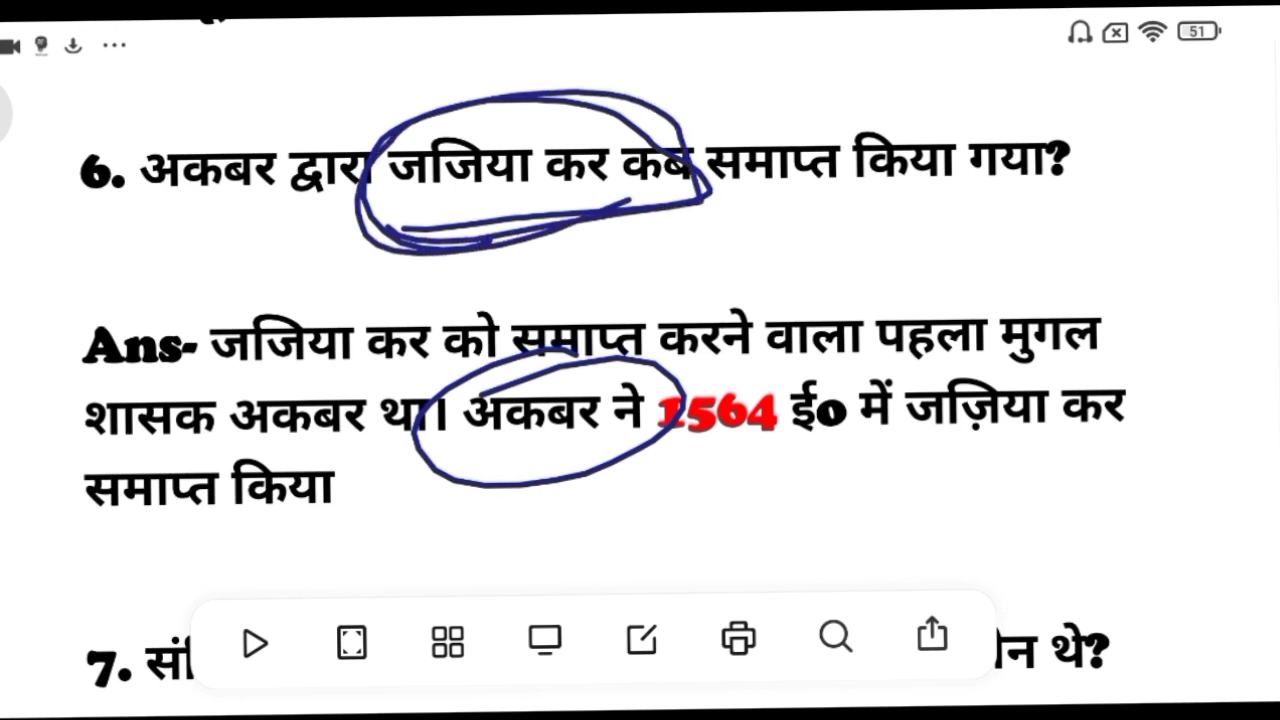 51
6. अकबर द्वारा जजिया कर कब समाप्त किया गया?
Ans- जजिया कर को समाप्त करने वाला पहला मुगल
शासक अकबर था। अकबर ने 1564 ई0 में जज़िया कर
समाप्त किया
7. थे?